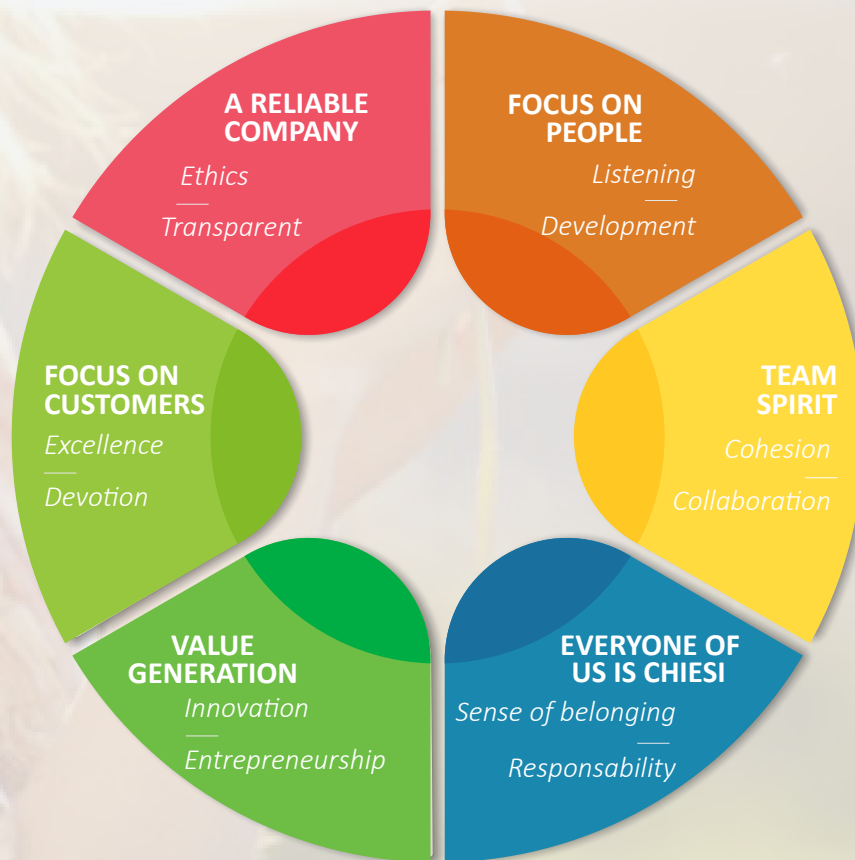 A RELIABLE
COMPANY
Ethics
Transparent
FOCUS ON
PEOPLE
Listening
Development
TEAM
SPIRIT
Cohesion
Collaboration
EVERYONE OF
US IS CHIESI
Sense of belonging
Responsability
VALUE
GENERATION
Innovation
Entrepreneurship
FOCUS ON
CUSTOMERS
Excellence
Devotion